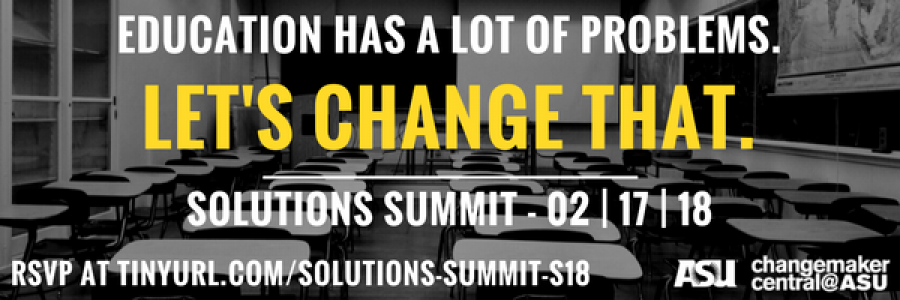 EDUCATION HAS A LOT OF PROBLEMS.
LET'S CHANGE THAT.
SOLUTIONS SUMMIT - 02 | 17 | 18
RSVP AT TINYURL.COM/SOLUTIONS-SUMMIT-S18
ASU
changemaker
central@ASU